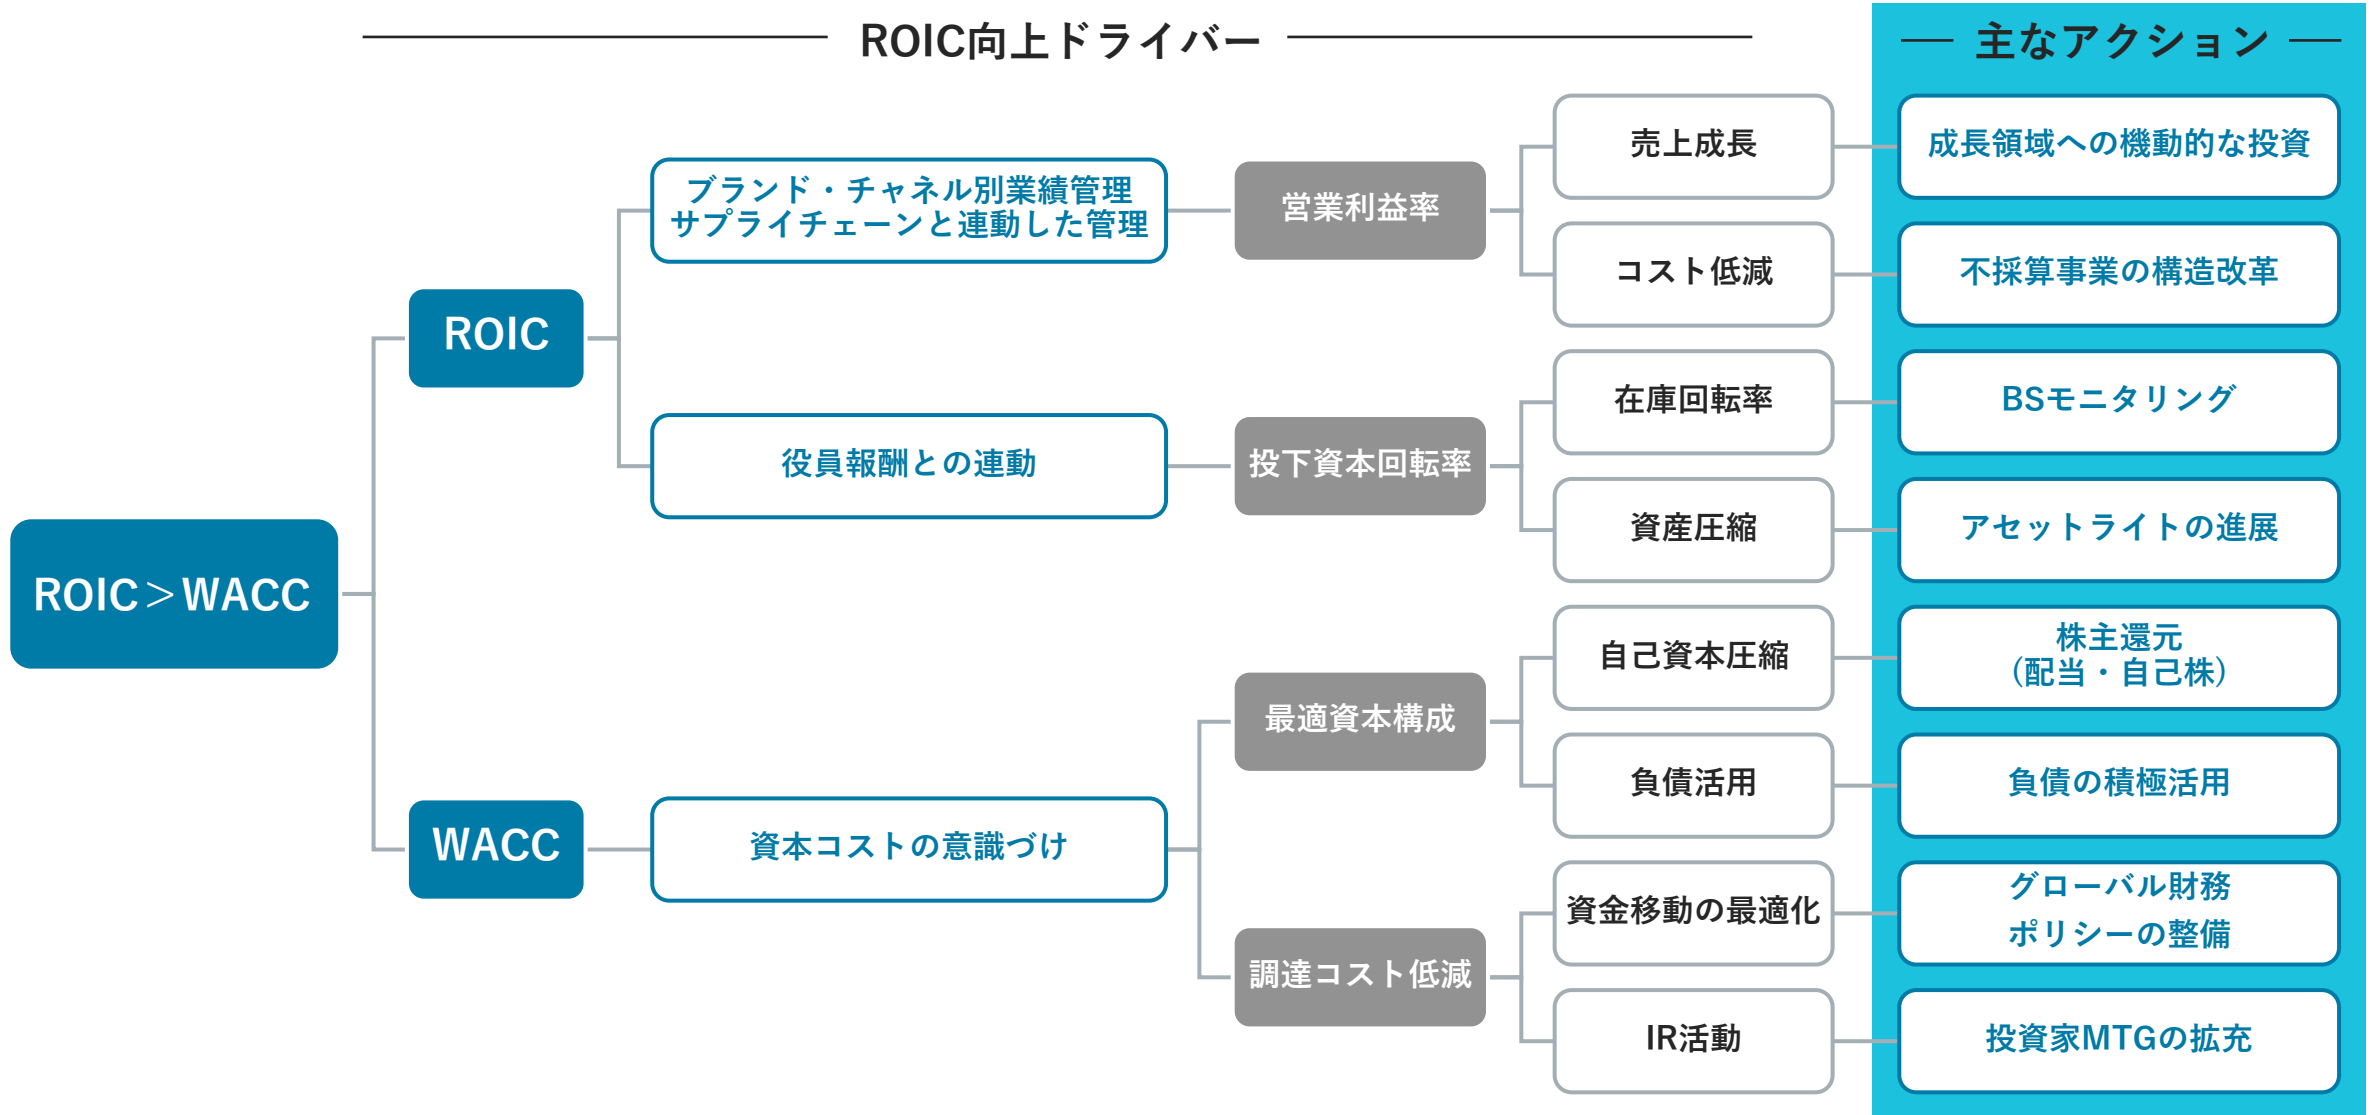 ROIC向上ドライバー
主なアクション
ROIC＞WACC
ROIC
ブランド・チャネル別業績管理
サプライチェーンと連動した管理
営業利益率
売上成長
成長領域への機動的な投資
コスト低減
不採算事業の構造改革
役員報酬との連動
投下資本回転率
在庫回転率
BSモニタリング
資産圧縮
アセットライトの進展
WACC
資本コストの意識づけ
最適資本構成
自己資本圧縮
株主還元
(配当・自己株)
負債活用
負債の積極活用
調達コスト低減
資金移動の最適化
グローバル財務
ポリシーの整備
IR活動
投資家MTGの拡充